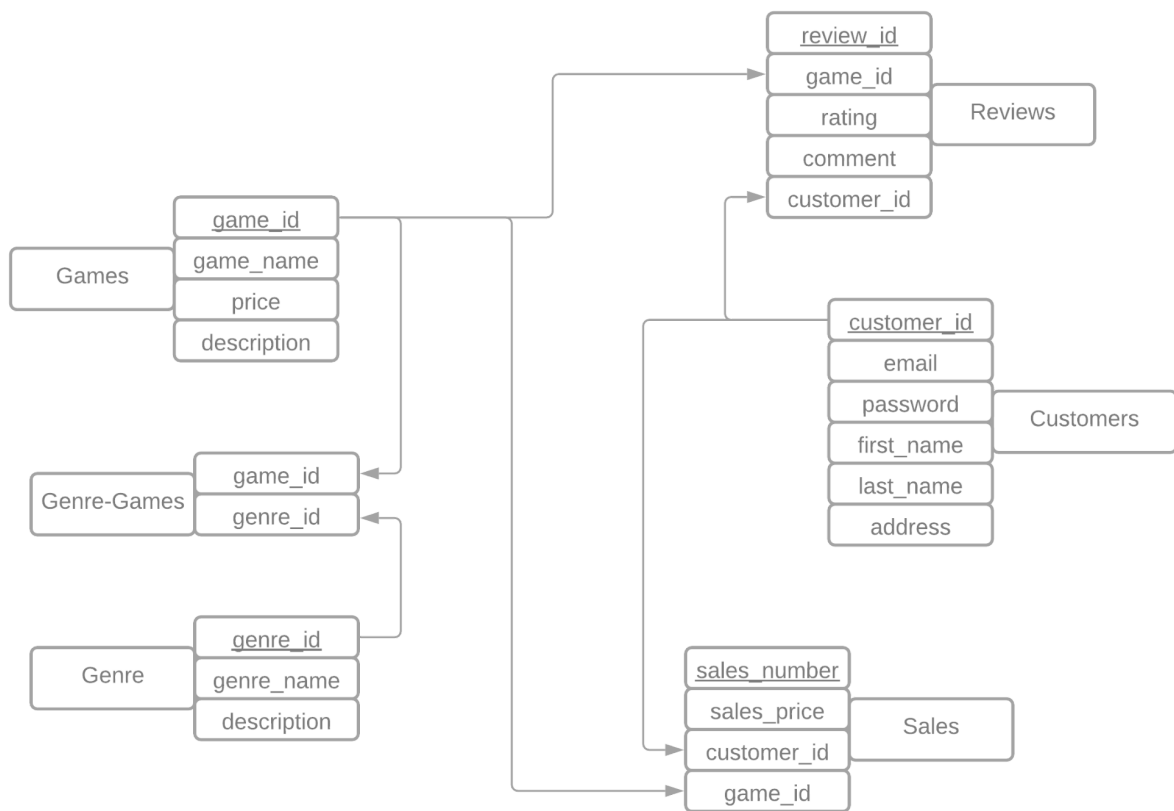 Games
game_id
game_name
price
description
Genre-Games
game_id
genre_id
Genre
genre_id
genre_name
description
review_id
game_id
rating
comment
customer_id
Reviews
customer_id
email
password
first_name
last_name
address
Customers
sales_number
sales_price
customer_id
game_id
Sales